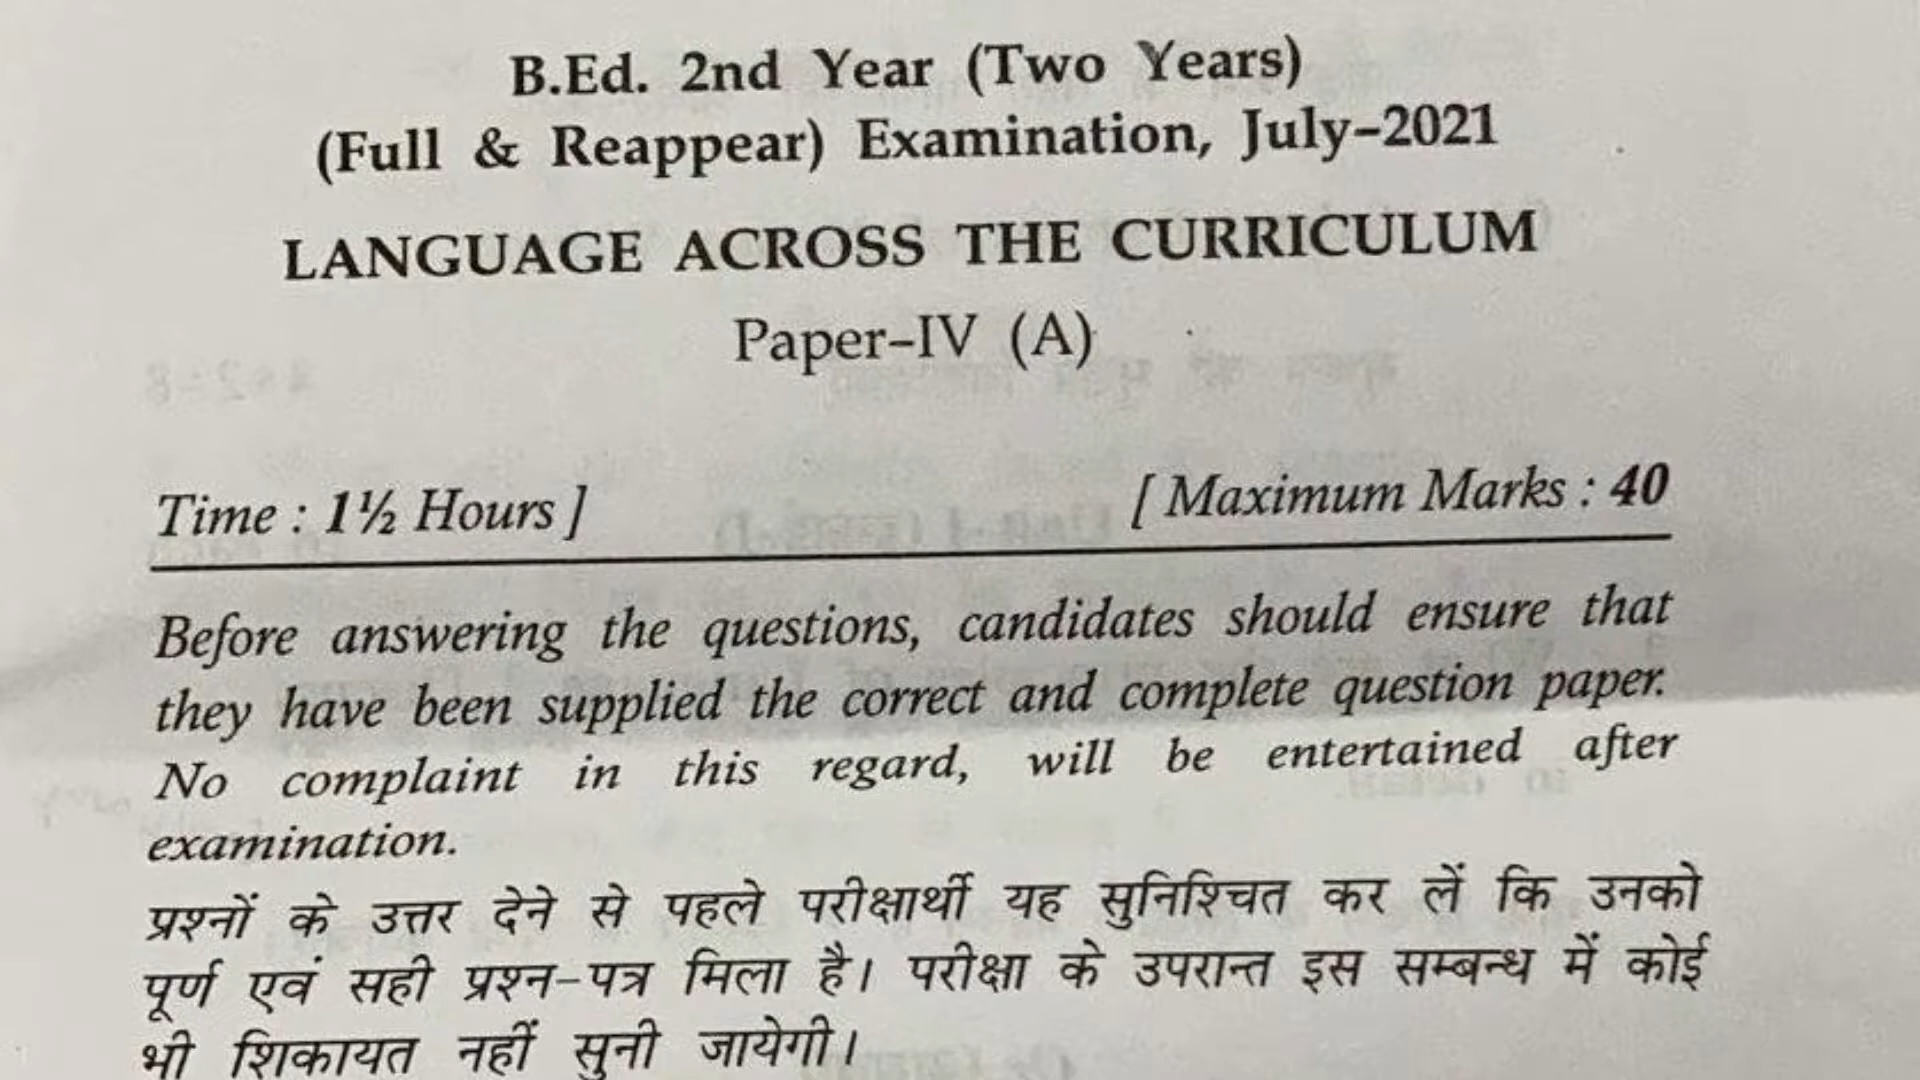 B.Ed. 2nd Year (Two Years)
(Full & Reappear) Examination, July–2021
LANGUAGE ACROSS THE CURRICULUM
Paper–IV (A)
Time : 1½ Hours ] [ Maximum Marks : 40
Before answering the questions, candidates should ensure that
they have been supplied the correct and complete question paper.
No complaint in this regard, will be entertained after
examination.
प्रश्नों के उत्तर देने से पहले परीक्षार्थी यह सुनिश्चित कर लें कि उनको
पूर्ण एवं सही प्रश्न-पत्र मिला है। परीक्षा के उपरान्त इस सम्बन्ध में कोई
भी शिकायत नहीं सुनी जायेगी।